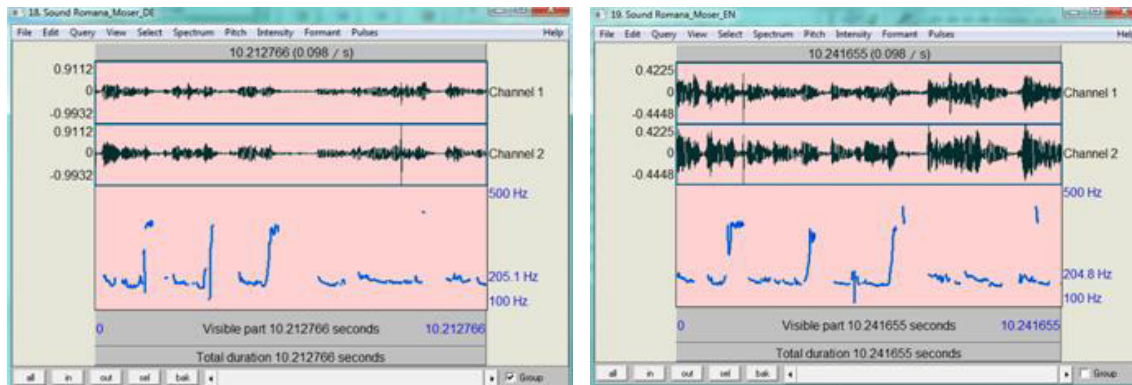 18. Sound Romana_Moser_DE
File Edit Query View Select Spectrum Pitch Intensity Formant Pulses Help
10.212766 (0.098 / s)
0.9112
0
-0.9932
Channel 1
0.9112
0
-0.9932
Channel 2
500 Hz
205.1 Hz
100 Hz
0 Visible part 10.212766 seconds 10.212766
Total duration 10.212766 seconds
all in out sel bak Group
19. Sound Romana_Moser_EN
File Edit Query View Select Spectrum Pitch Intensity Formant Pulses Hel
10.241655 (0.098 / s)
0.4225
0
-0.4448
Channel 1
0.4225
0
-0.4448
Channel 2
500 Hz
204.8 Hz
100 Hz
0 Visible part 10.241655 seconds 10.241655
Total duration 10.241655 seconds
all in out sel bak Group